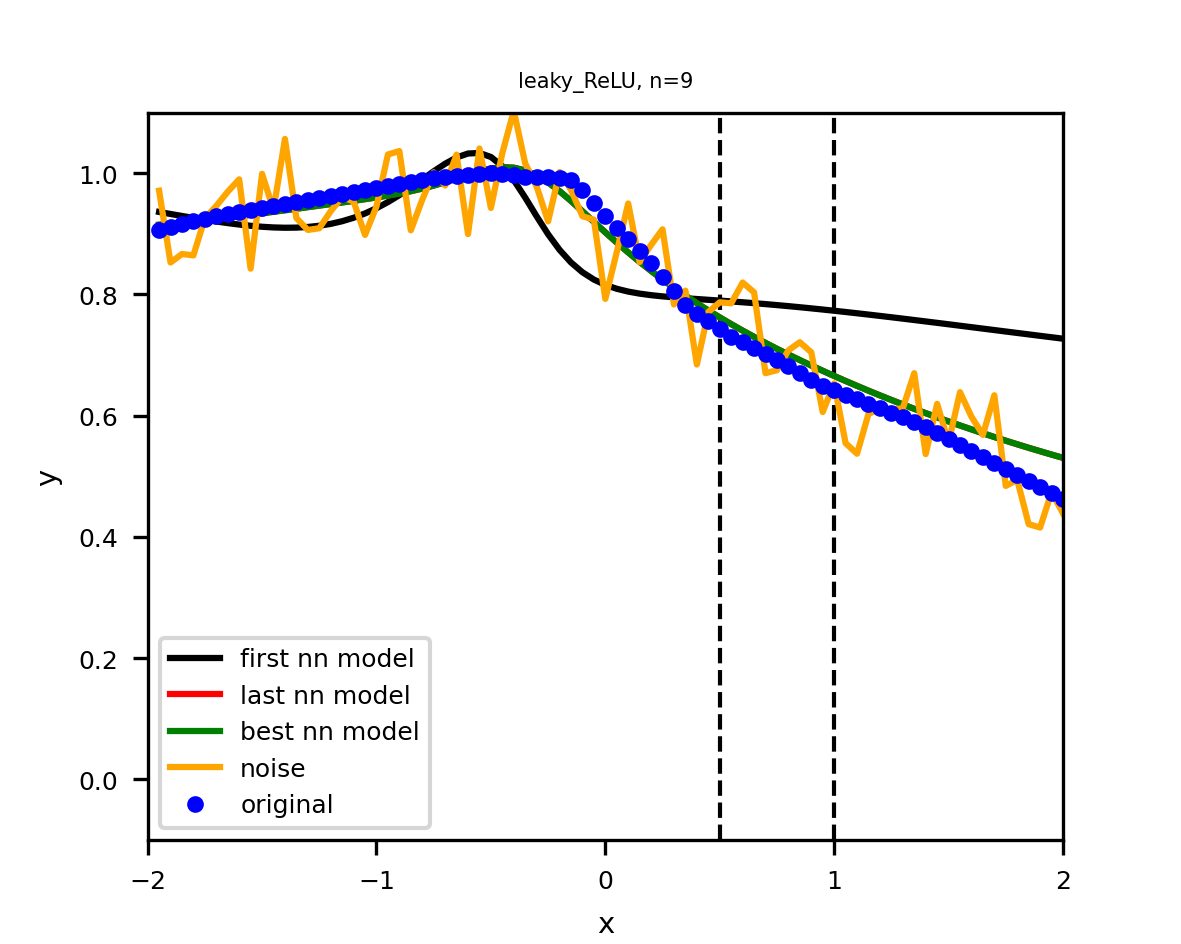 leaky_ReLU, n=9
1.0
0.8
0.6
0.4
0.2
0.0
y
first nn model
last nn model
best nn model
noise
original
−2
−1
0
1
2
x